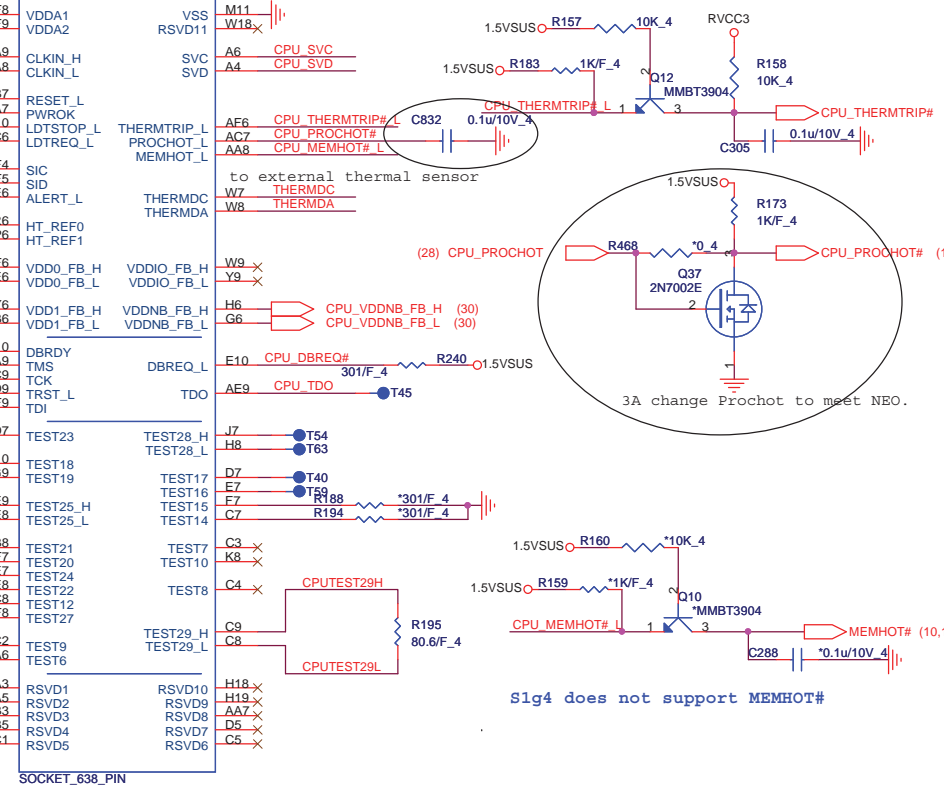 VDDA1 VSS M11
VDDA2 RSVD11 W18
1.5VSUS R157 10K_4 RVCC3
CLKIN_H SVC A6 CPU_SVC
CLKIN_L SVD A4 CPU_SVD
1.5VSUS R183 1K/F_4 R158
10K_4
2 Q12
MMBT3904
RESET_L
PWROK
CPU_THERMTRIP#_L 1 3 CPU_THERMTRIP#
LDTSTOP_L THERMTRIP_L AF6 CPU_THERMTRIP#_L C832 0.1u/10V_4
LDTREQ_L PROCHOT_L AC7 CPU_PROCHOT#
MEMHOT_L AA8 CPU_MEMHOT#_L
C305 0.1u/10V_4
to external thermal sensor
SIC
SID
ALERT_L THERMDC W7 THERMDC
THERMDA W8 THERMDA
1.5VSUS
R173
1K/F_4
HT_REF0
HT_REF1
(28) CPU_PROCHOT R468 *0_4 3 CPU_PROCHOT#
VDD0_FB_H VDDIO_FB_H W9
VDD0_FB_L VDDIO_FB_L Y9
Q37
2N7002E
2
1
VDD1_FB_H VDDNB_FB_H H6 CPU_VDDNB_FB_H (30)
VDD1_FB_L VDDNB_FB_L G6 CPU_VDDNB_FB_L (30)
DBRDY
TMS DBREQ_L E10 CPU_DBREQ# 301/F_4 R240 1.5VSUS
TCK
TRST_L TDO AE9 CPU_TDO T45
TDI
3A change Prochot to meet NEO.
TEST23 TEST28_H J7 T54
TEST28_L H8 T63
TEST18
TEST19 TEST17 D7 T40
TEST16 E7 T59
TEST25_H TEST15 F7 R188 *301/F_4
TEST25_L TEST14 C7 R194 *301/F_4
TEST21 TEST7 C3
TEST20 TEST10 K8
1.5VSUS R160 *10K_4
TEST24
TEST22 TEST8 C4 CPUTEST29H
TEST12
TEST27
1.5VSUS R159 *1K/F_4
2 Q10
*MMBT3904
TEST29_H C9 R195
TEST9 TEST29_L C8 80.6/F_4
TEST6 CPUTEST29L
CPU_MEMHOT#_L 1 3 MEMHOT#
C288 *0.1u/10V_4
RSVD1 RSVD10 H18
RSVD2 RSVD9 H19
RSVD3 RSVD8 AA7
RSVD4 RSVD7 D5
RSVD5 RSVD6 C5
S1g4 does not support MEMHOT#
SOCKET_638_PIN